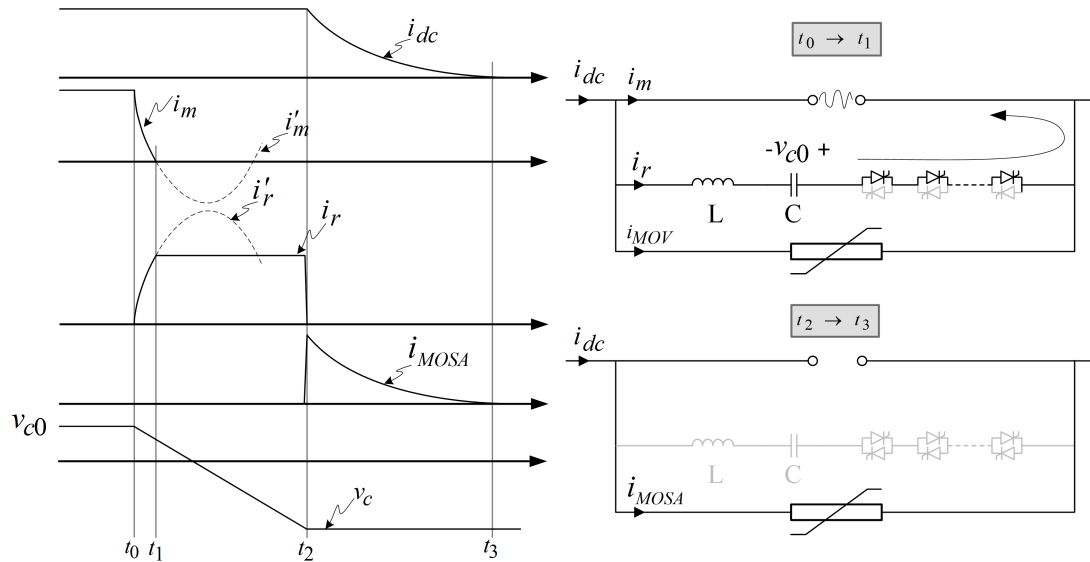 i_dc
i_m
i'_m
i'_r
i_r
i_MOSA
v_c0
v_c
t_0 t_1 t_2 t_3
t_0 → t_1
i_dc i_m
-v_c0 +
i_r
L C
i_MOV
t_2 → t_3
i_dc
L C
i_MOSA